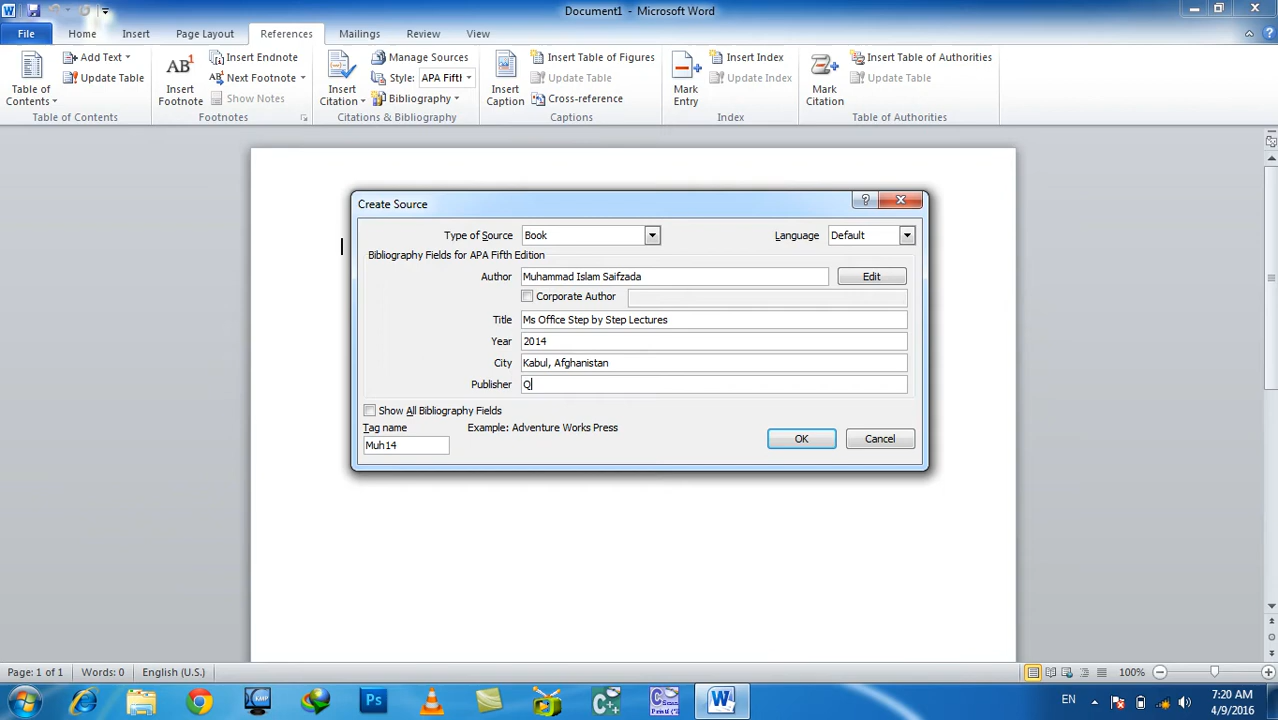 Document1 - Microsoft Word
File Home Insert Page Layout References Mailings Review View
Add Text Insert Endnote Manage Sources Insert Table of Figures Insert Index Insert Table of Authorities
Update Table Next Footnote Style: APA Fifth Update Table Update Index Update Table
Table of Contents Insert Footnote Show Notes Insert Citation Bibliography Insert Caption Cross-reference Mark Entry Mark Citation
Table of Contents Footnotes Citations & Bibliography Captions Index Table of Authorities
Create Source
Type of Source Book Language Default
Bibliography Fields for APA Fifth Edition
Author Muhammad Islam Saifzada Edit
Corporate Author
Title Ms Office Step by Step Lectures
Year 2014
City Kabul, Afghanistan
Publisher Q
Show All Bibliography Fields
Tag name Example: Adventure Works Press
Muh14 OK Cancel
Page: 1 of 1 Words: 0 English (U.S.) 100%
Ps EN 7:20 AM
4/9/2016